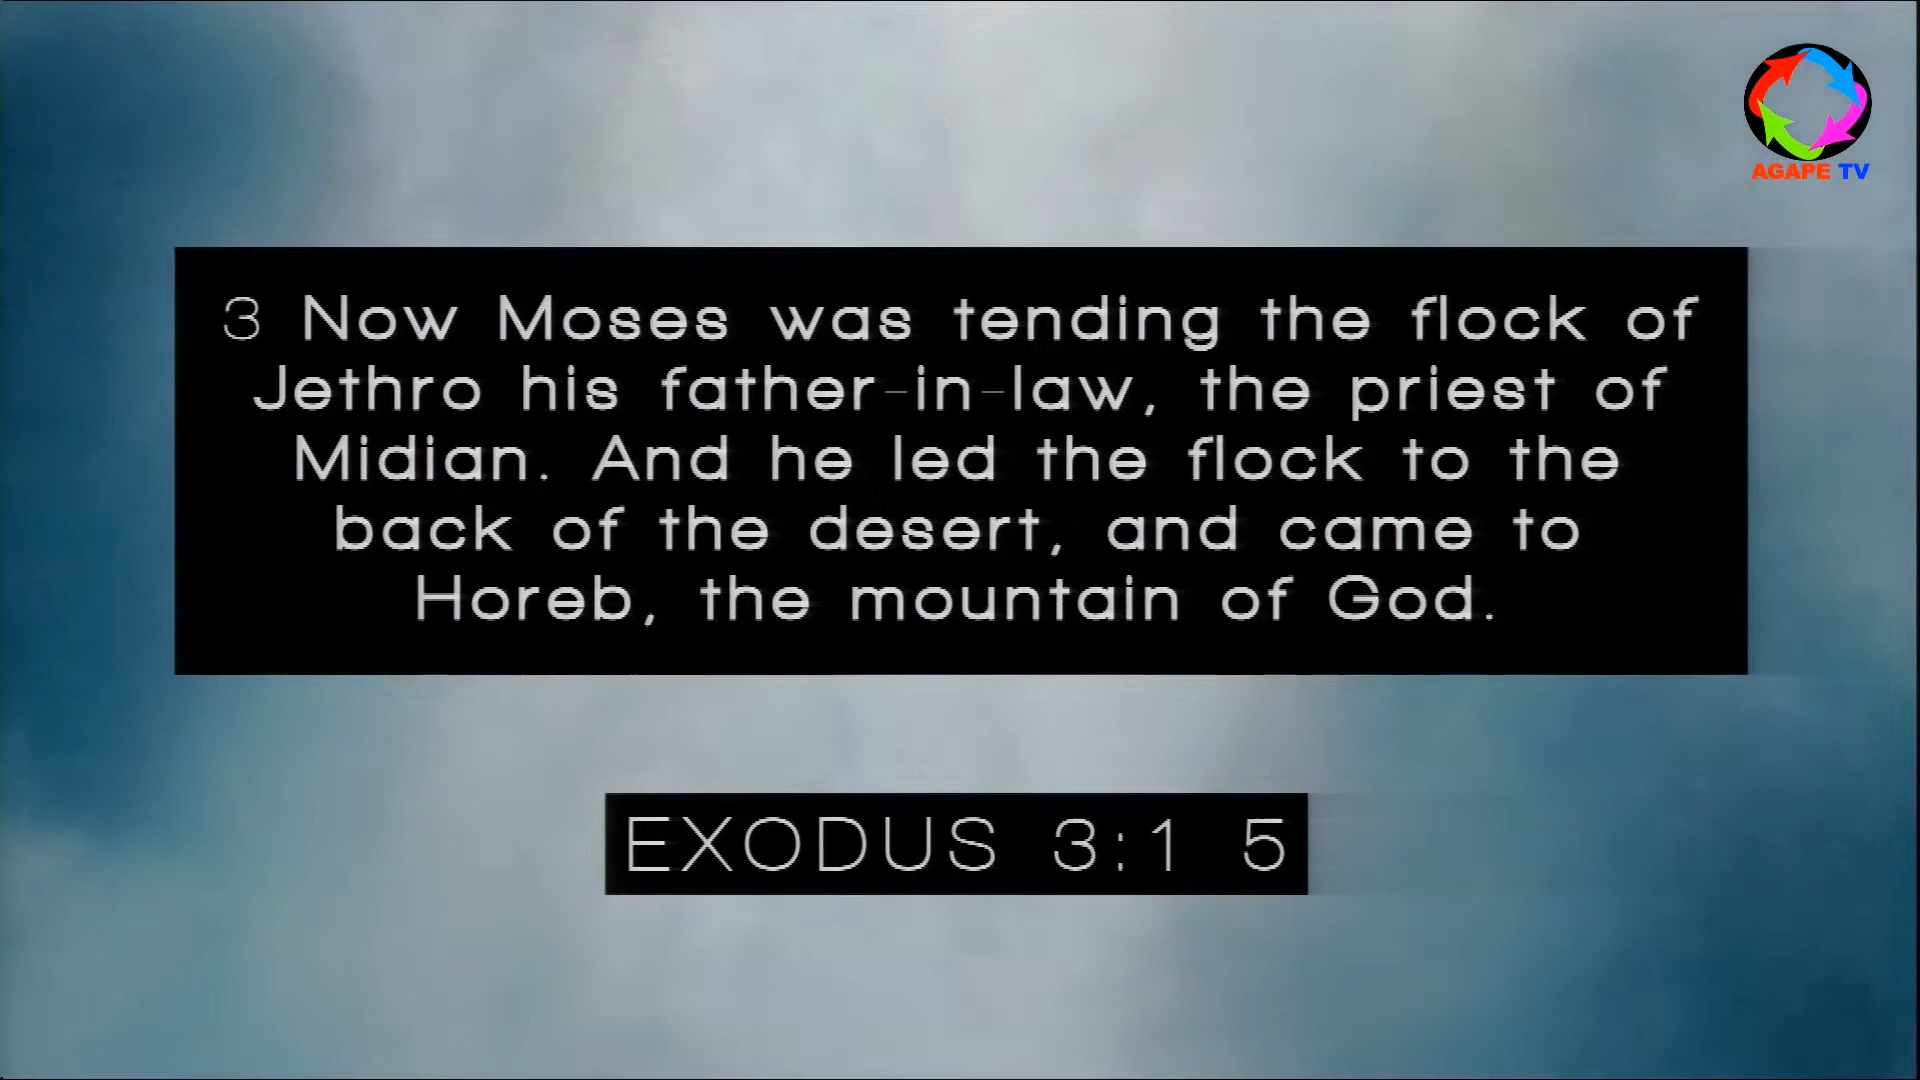 AGAPE TV
3 Now Moses was tending the flock of
Jethro his father-in-law, the priest of
Midian. And he led the flock to the
back of the desert, and came to
Horeb, the mountain of God.
EXODUS 3:1 5